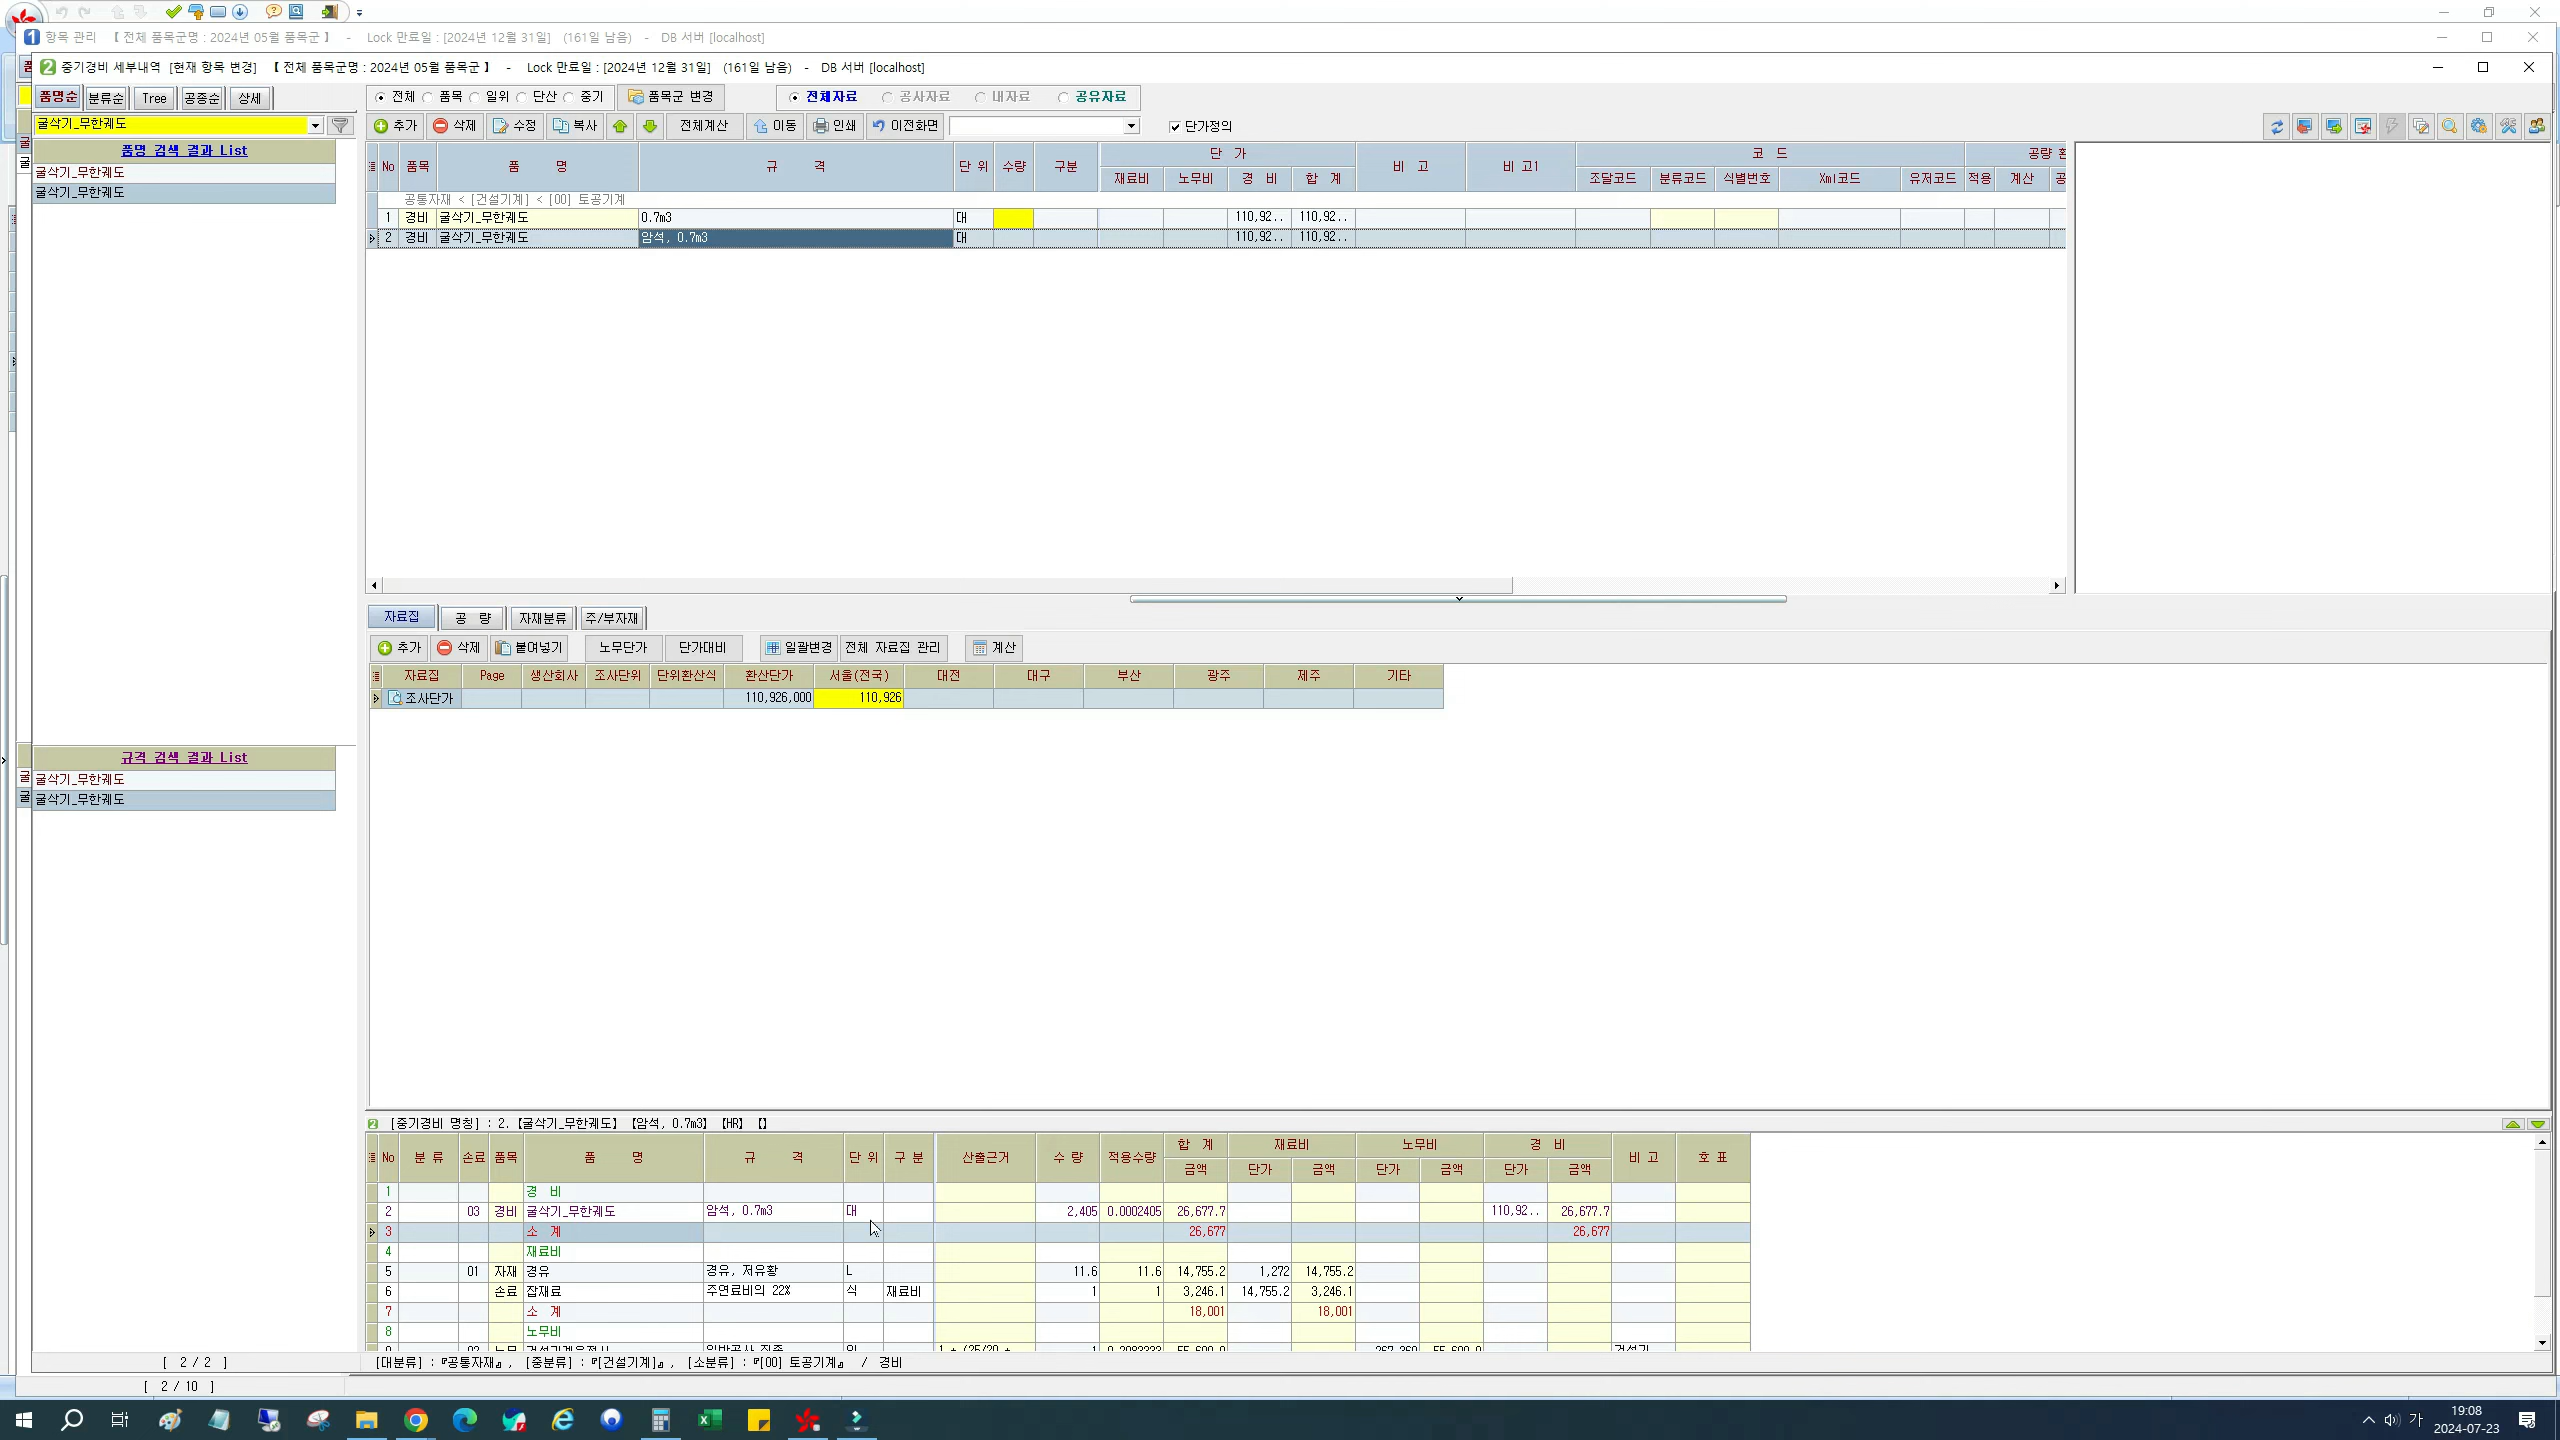 항목 관리 【 전체 품목군명 : 2024년 05월 품목군 】 - Lock 만료일 : [2024년 12월 31일] (161일 남음) - DB 서버 [localhost]
중기경비 세부내역 [현재 항목 변경] 【 전체 품목군명 : 2024년 05월 품목군 】 - Lock 만료일 : [2024년 12월 31일] (161일 남음) - DB 서버 [localhost]
품명순 분류순 Tree 공종순 상세 전체 품목 일위 단산 중기 품목군 변경 전체자료 공사자료 내자료 공유자료
굴삭기_무한궤도 추가 삭제 수정 복사 전체계산 이동 인쇄 이전화면 단가정의
품명 검색 결과 List
굴삭기_무한궤도
굴삭기_무한궤도
No 품목 품 명 규 격 단 위 수량 구분 단 가 비 고 비 고1 코 드 공량
재료비 노무비 경 비 합 계 조달코드 분류코드 식별번호 Xml코드 유저코드 적용 계산
공통자재 < [건설기계] < [00] 토공기계
1 경비 굴삭기_무한궤도 0.7m3 대 110,92.. 110,92..
2 경비 굴삭기_무한궤도 암석, 0.7m3 대 110,92.. 110,92..
자료집 공 량 자재분류 주/부자재
추가 삭제 붙여넣기 노무단가 단가대비 일괄변경 전체 자료집 관리 계산
자료집 Page 생산회사 조사단위 단위환산식 환산단가 서울(전국) 대전 대구 부산 광주 제주 기타
조사단가 110,926,000 110,926
규격 검색 결과 List
굴삭기_무한궤도
굴삭기_무한궤도
[중기경비 명칭] : 2. 【굴삭기_무한궤도】 【암석, 0.7m3】 【HR】 【】
No 분 류 손료 품목 품 명 규 격 단 위 구 분 산출근거 수 량 적용수량 합 계 재료비 노무비 경 비 비 고 호 표
금액 단가 금액 단가 금액 단가 금액
1 경 비
2 03 경비 굴삭기_무한궤도 암석, 0.7m3 대 2,405 0.0002405 26,677.7 110,92.. 26,677.7
3 소 계 26,677 26,677
4 재료비
5 01 자재 경유 경유, 저유황 L 11.6 11.6 14,755.2 1,272 14,755.2
6 손료 잡재료 주연료비의 22% 식 재료비 1 1 3,246.1 14,755.2 3,246.1
7 소 계 18,001 18,001
8 노무비
[ 2 / 2 ] [대분류] : 『공통자재』, [중분류] : 『[건설기계]』, [소분류] : 『[00] 토공기계』 / 경비
[ 2 / 10 ]
가 19:08
2024-07-23